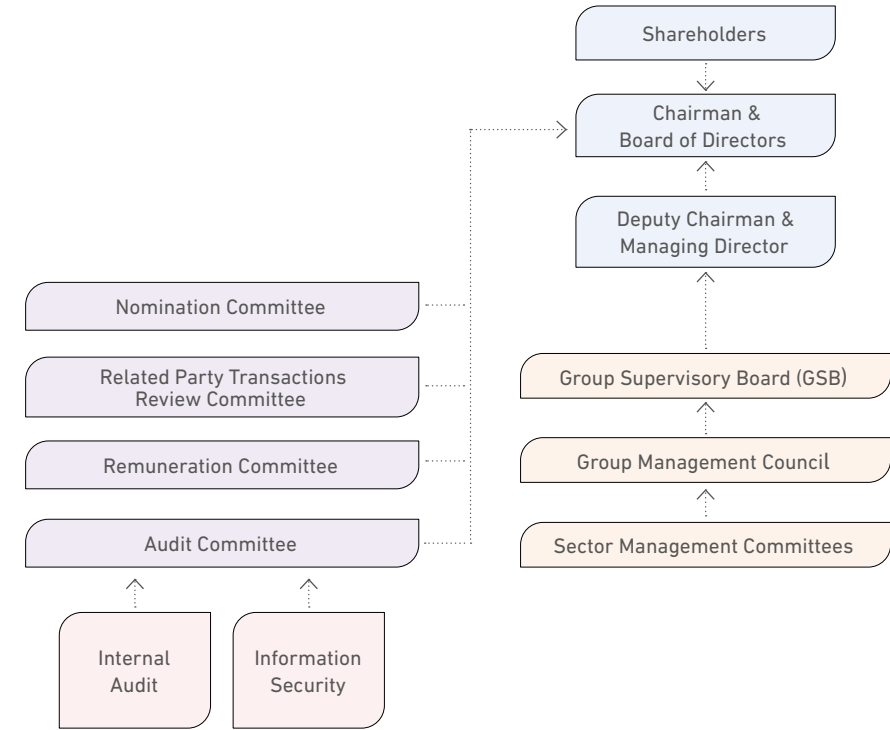 Shareholders
Chairman &
Board of Directors
Deputy Chairman &
Managing Director
Nomination Committee
Related Party Transactions
Review Committee
Remuneration Committee
Audit Committee
Internal
Audit
Information
Security
Group Supervisory Board (GSB)
Group Management Council
Sector Management Committees